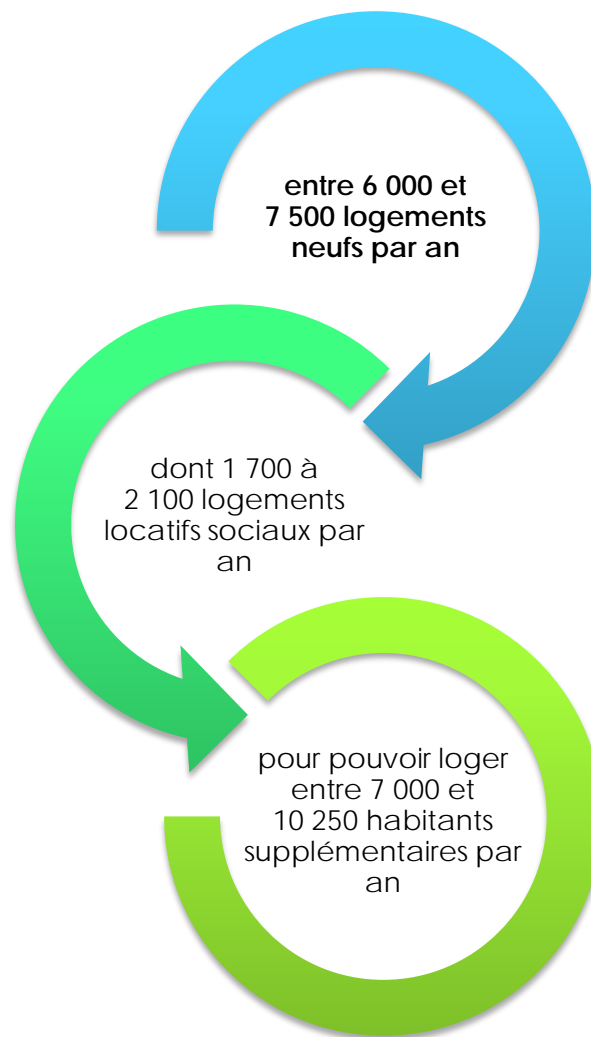 entre 6 000 et
7 500 logements
neufs par an
dont 1 700 à
2 100 logements
locatifs sociaux par
an
pour pouvoir loger
entre 7 000 et
10 250 habitants
supplémentaires par
an